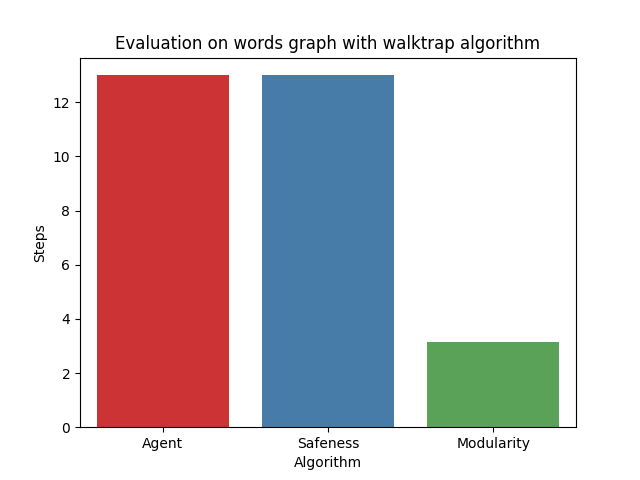 Evaluation on words graph with walktrap algorithm
12
10
8
6
4
2
0
Steps
Agent
Safeness
Modularity
Algorithm